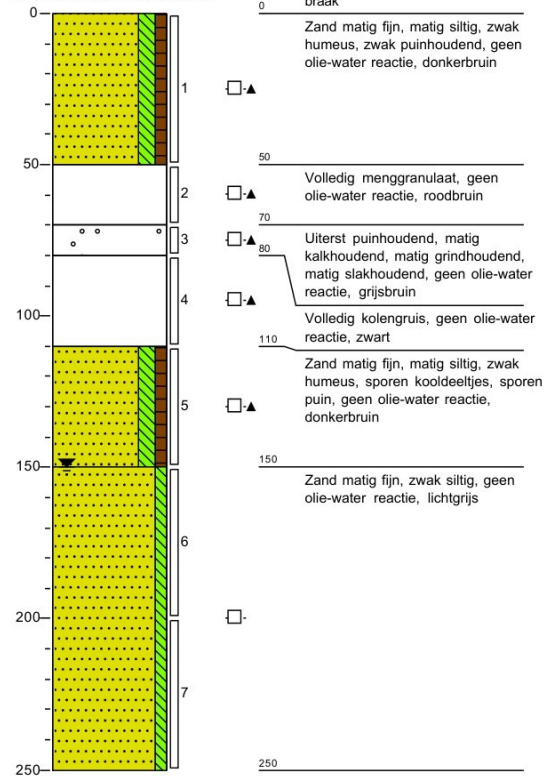 braak
0
0
Zand matig fijn, matig siltig, zwak
humeus, zwak puinhoudend, geen
olie-water reactie, donkerbruin
1
50
50
Volledig menggranulaat, geen
olie-water reactie, roodbruin
2
70
3
Uiterst puinhoudend, matig
kalkhoudend, matig grindhoudend,
matig slakhoudend, geen olie-water
reactie, grijsbruin
80
4
100
Volledig kolengruis, geen olie-water
reactie, zwart
110
Zand matig fijn, matig siltig, zwak
humeus, sporen kooldeeltjes, sporen
puin, geen olie-water reactie,
donkerbruin
5
150
150
Zand matig fijn, zwak siltig, geen
olie-water reactie, lichtgrijs
6
200
7
250
250